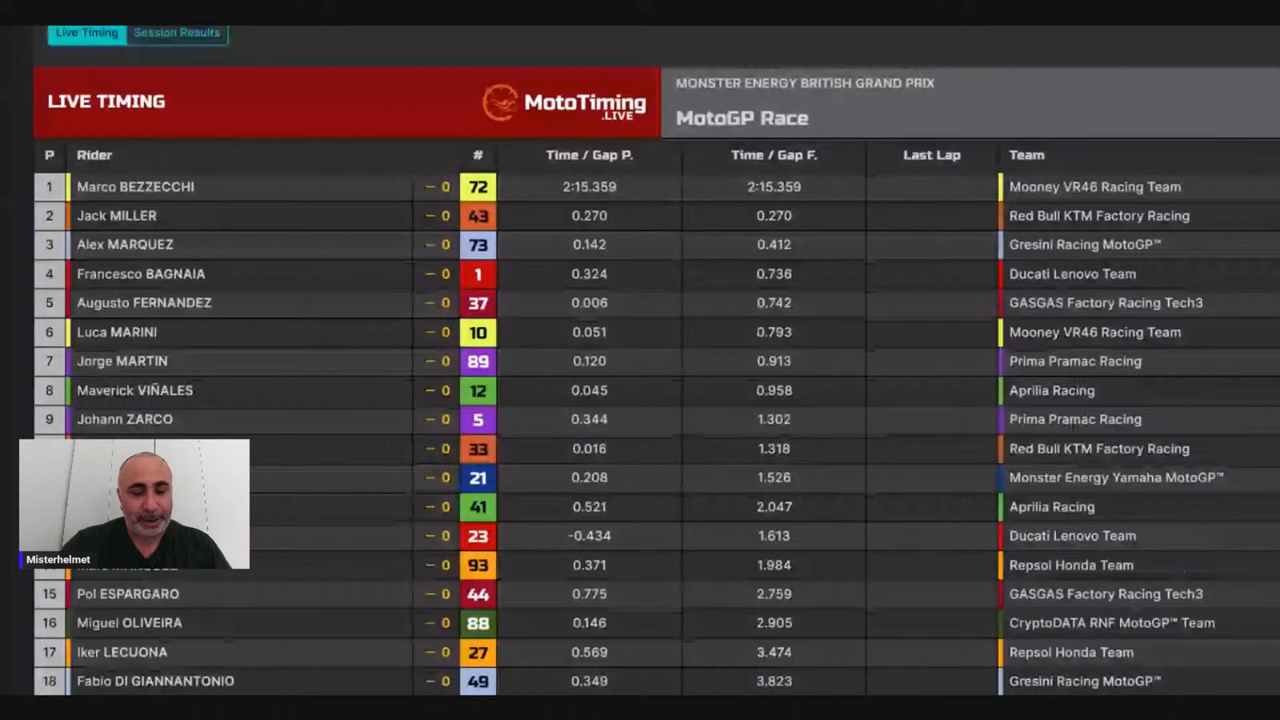 Live Timing Session Results
LIVE TIMING MotoTiming .LIVE
MONSTER ENERGY BRITISH GRAND PRIX
MotoGP Race
P Rider # Time / Gap P. Time / Gap F. Last Lap Team
1 Marco BEZZECCHI – 0 72 2:15.359 2:15.359 Mooney VR46 Racing Team
2 Jack MILLER – 0 43 0.270 0.270 Red Bull KTM Factory Racing
3 Alex MARQUEZ – 0 73 0.142 0.412 Gresini Racing MotoGP™
4 Francesco BAGNAIA – 0 1 0.324 0.736 Ducati Lenovo Team
5 Augusto FERNANDEZ – 0 37 0.006 0.742 GASGAS Factory Racing Tech3
6 Luca MARINI – 0 10 0.051 0.793 Mooney VR46 Racing Team
7 Jorge MARTIN – 0 89 0.120 0.913 Prima Pramac Racing
8 Maverick VIÑALES – 0 12 0.045 0.958 Aprilia Racing
9 Johann ZARCO – 0 5 0.344 1.302 Prima Pramac Racing
– 0 33 0.016 1.318 Red Bull KTM Factory Racing
– 0 21 0.208 1.526 Monster Energy Yamaha MotoGP™
– 0 41 0.521 2.047 Aprilia Racing
– 0 23 -0.434 1.613 Ducati Lenovo Team
– 0 93 0.371 1.984 Repsol Honda Team
Misterhelmet
15 Pol ESPARGARO – 0 44 0.775 2.759 GASGAS Factory Racing Tech3
16 Miguel OLIVEIRA – 0 88 0.146 2.905 CryptoDATA RNF MotoGP™ Team
17 Iker LECUONA – 0 27 0.569 3.474 Repsol Honda Team
18 Fabio DI GIANNANTONIO – 0 49 0.349 3,823 Gresini Racing MotoGP™